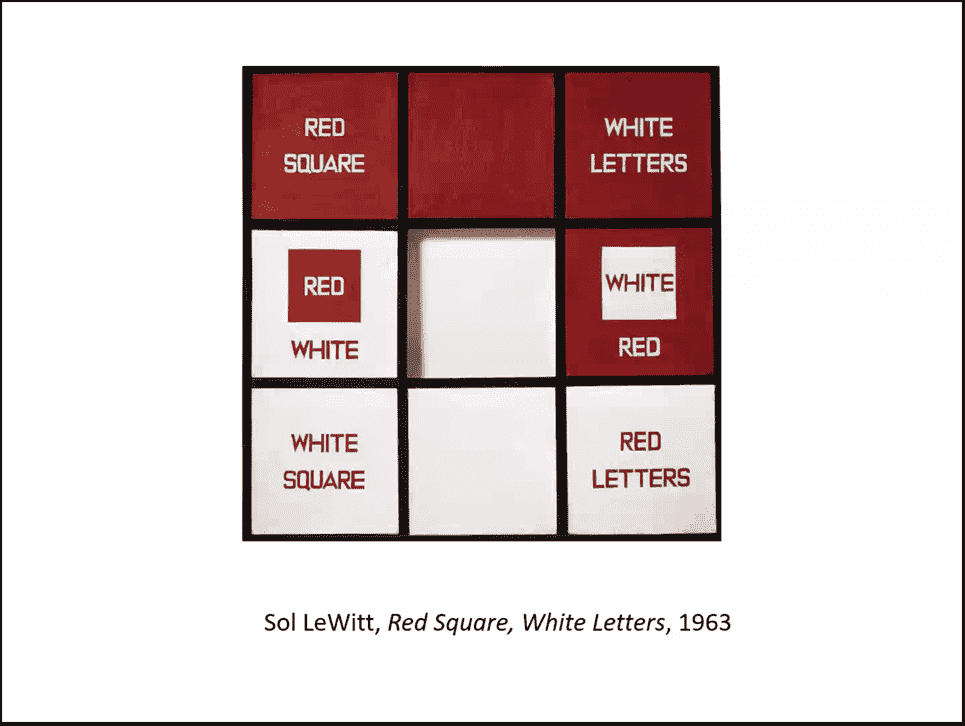 RED
SQUARE
WHITE
LETTERS
RED
WHITE
WHITE
RED
WHITE
SQUARE
RED
LETTERS
Sol LeWitt, Red Square, White Letters, 1963